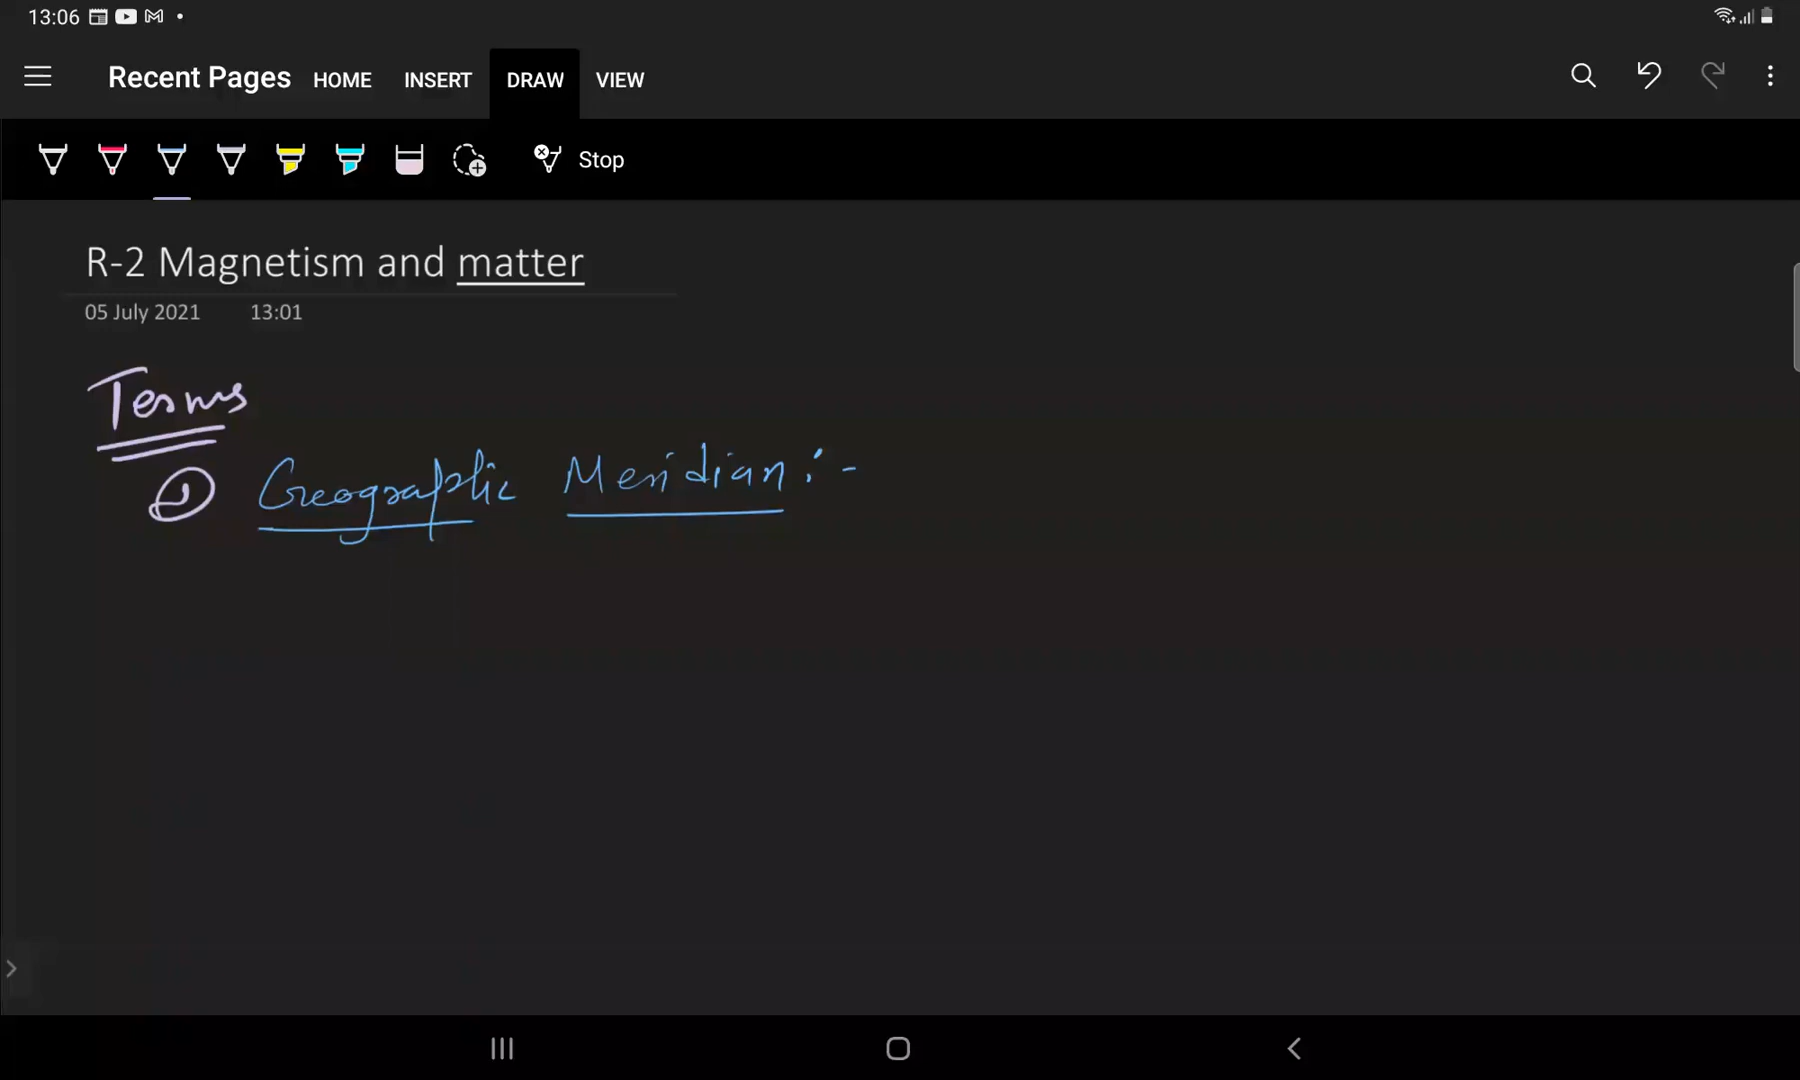 13:06
Recent Pages HOME INSERT DRAW VIEW
Stop
R-2 Magnetism and matter
05 July 2021 13:01
Terms
① Geographic Meridian :-